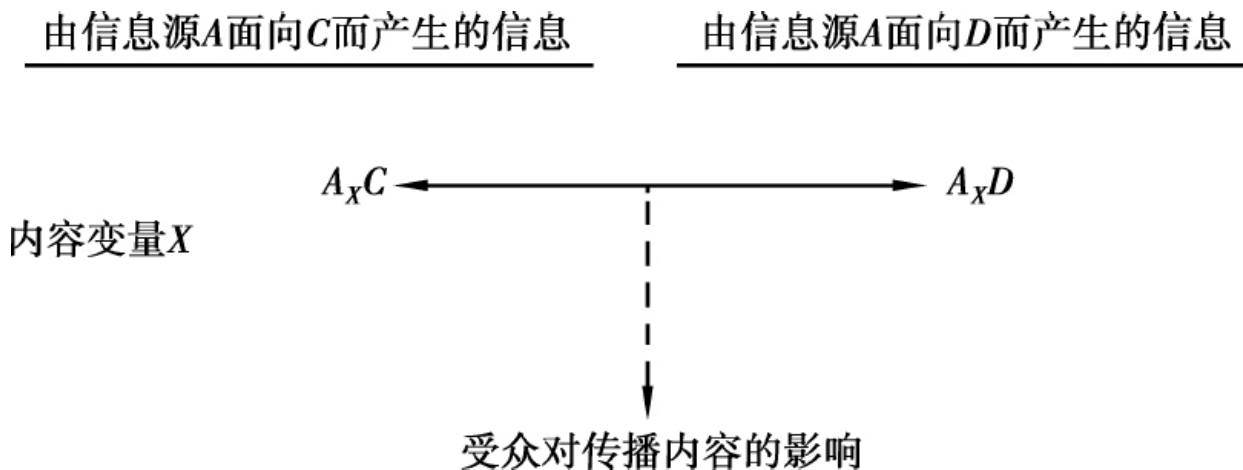 由信息源A面向C而产生的信息
由信息源A面向D而产生的信息
AXC
AXD
内容变量X
受众对传播内容的影响